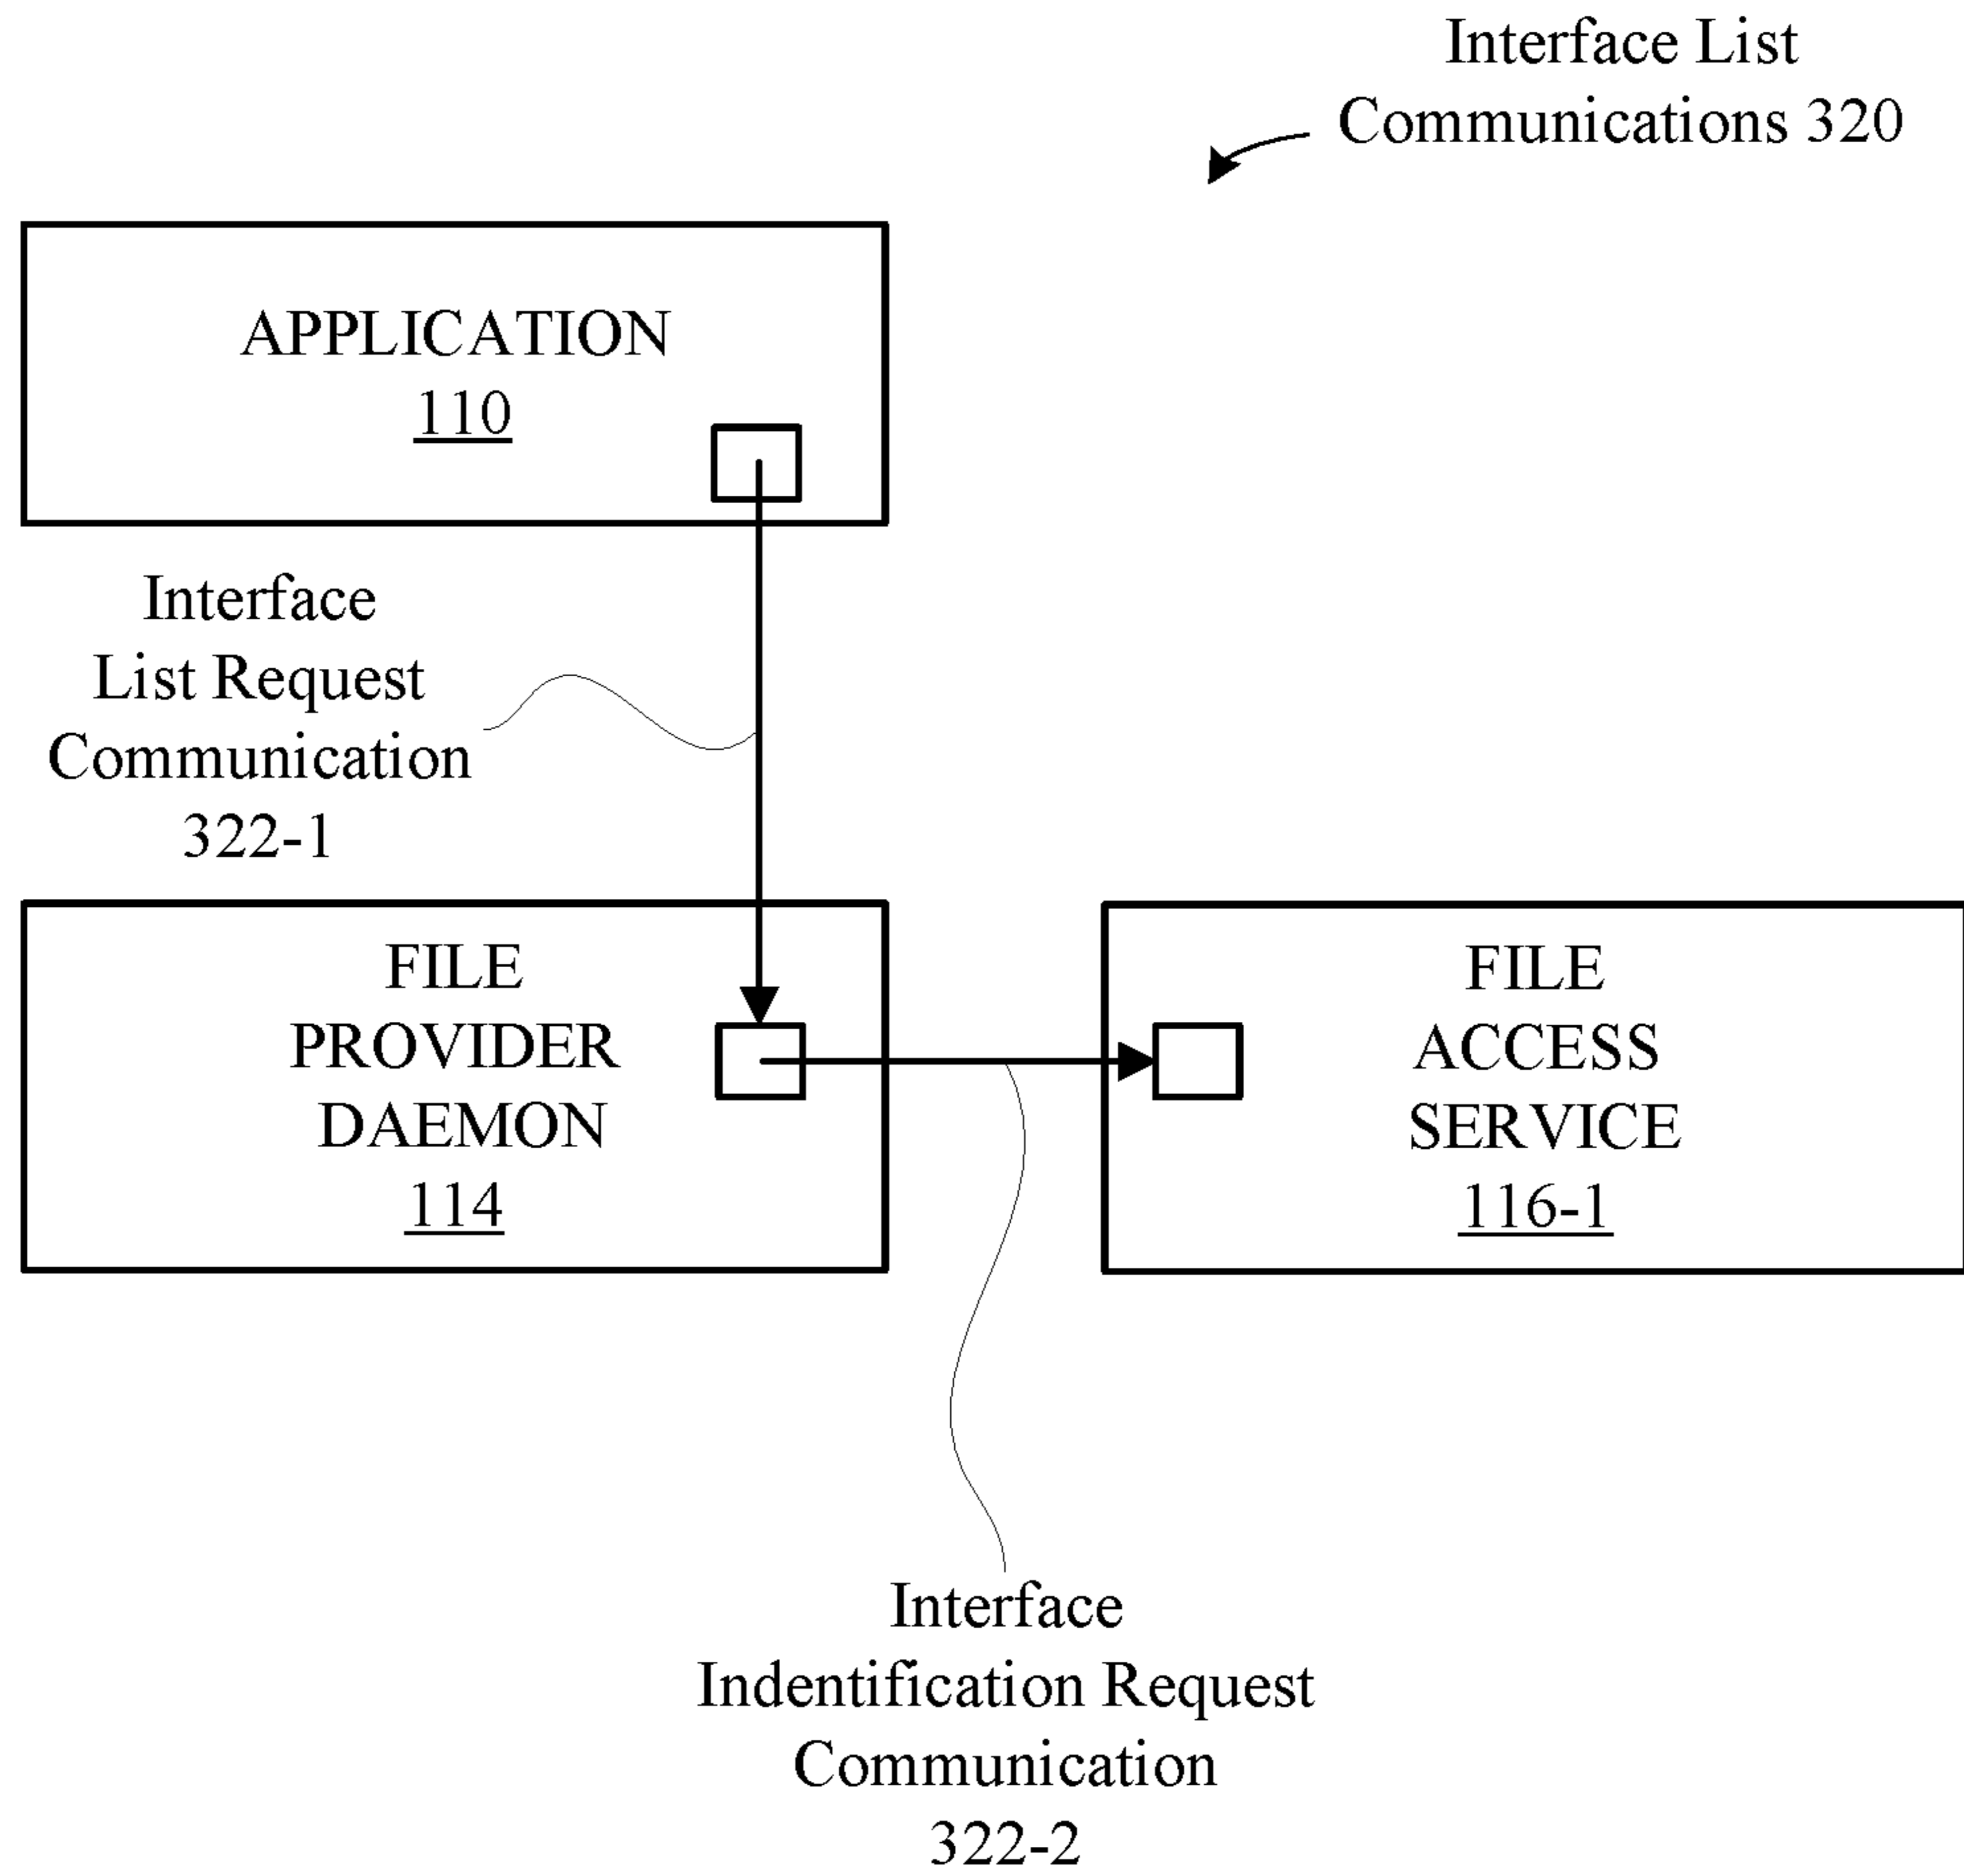 Interface List
Communications 320
APPLICATION
110
Interface
List Request
Communication
322-1
FILE
PROVIDER
DAEMON
114
FILE
ACCESS
SERVICE
116-1
Interface
Indentification Request
Communication
322-2